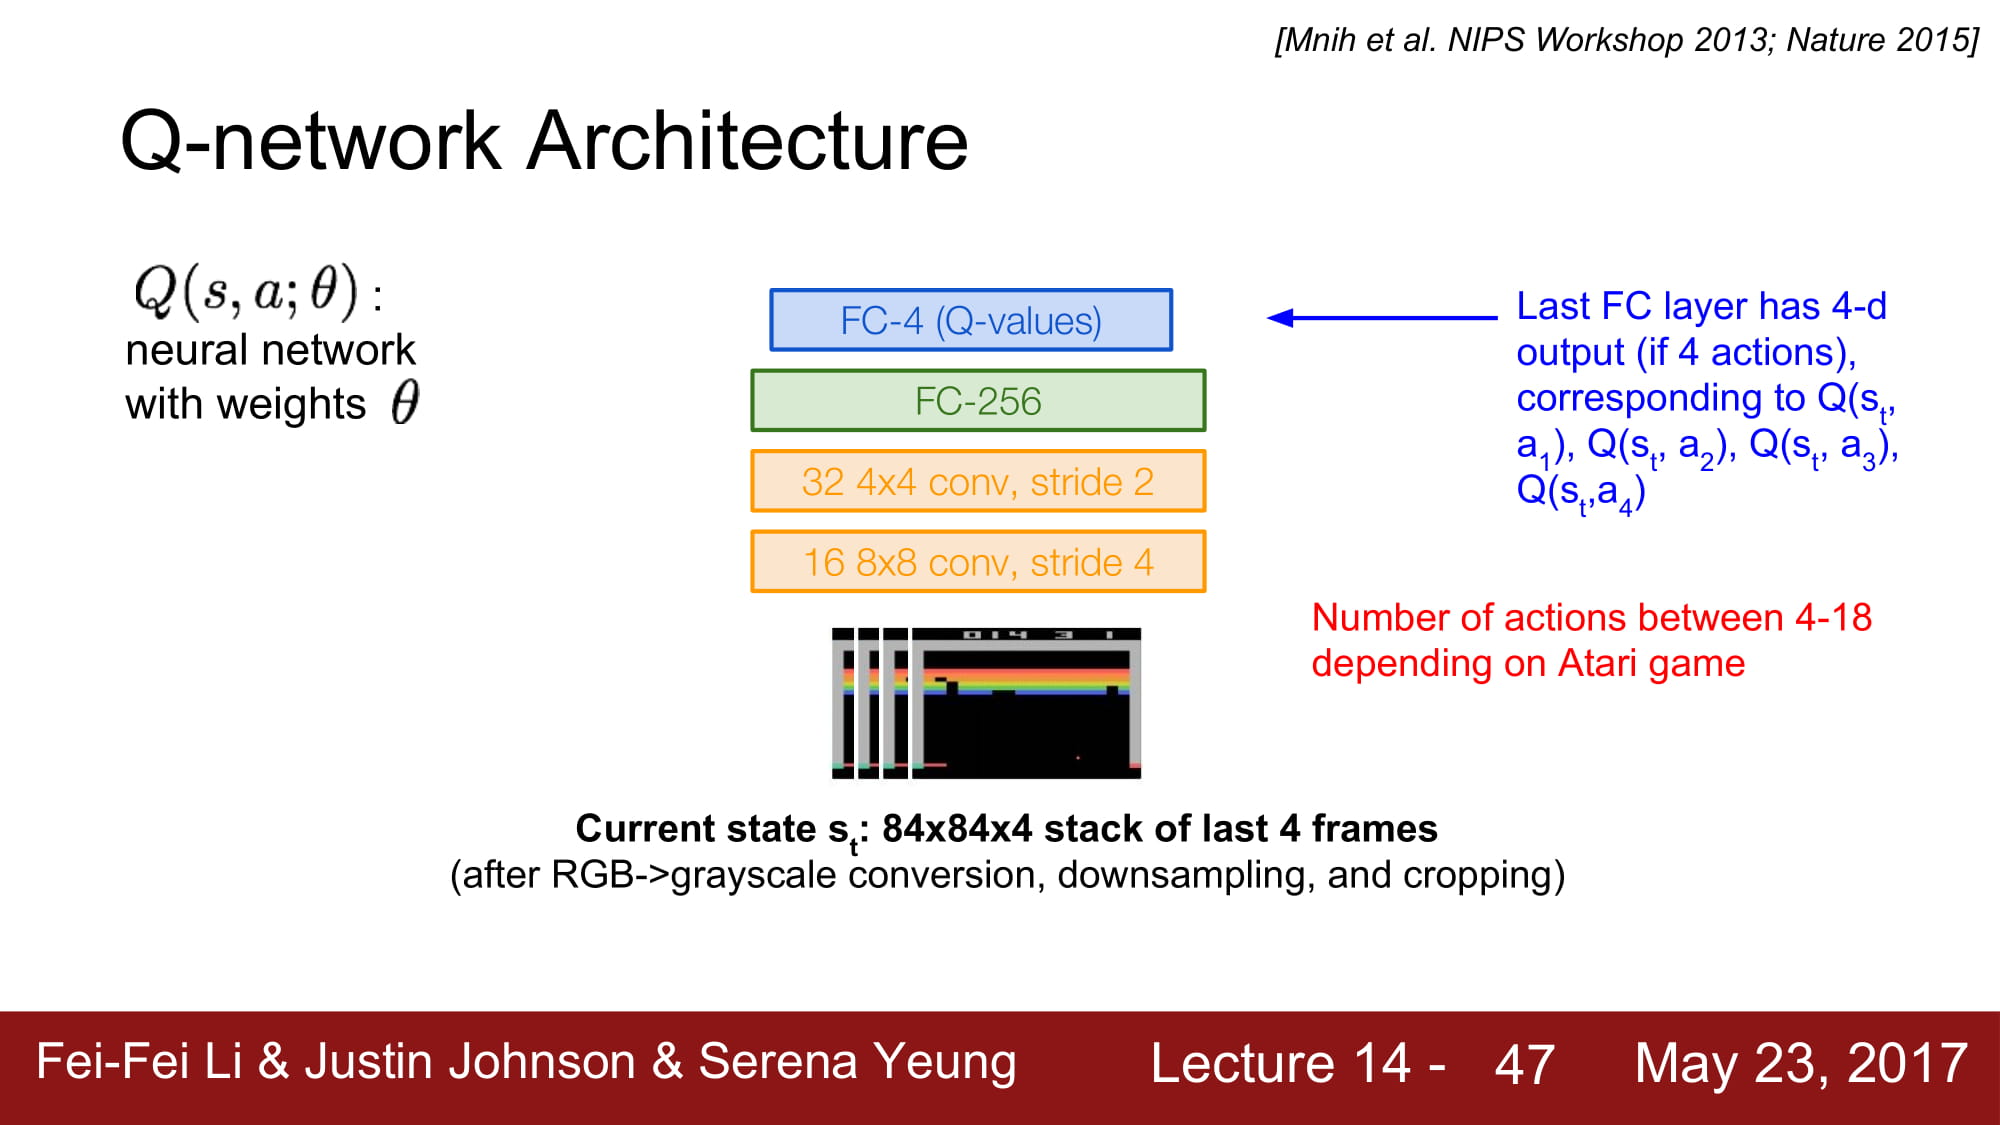 [Mnih et al. NIPS Workshop 2013; Nature 2015]
Q-network Architecture
Q(s, a; θ) :
neural network
with weights θ
FC-4 (Q-values)
FC-256
32 4x4 conv, stride 2
16 8x8 conv, stride 4
Last FC layer has 4-d
output (if 4 actions),
corresponding to Q(s_t,
a_1), Q(s_t, a_2), Q(s_t, a_3),
Q(s_t,a_4)
Number of actions between 4-18
depending on Atari game
014 3 1
Current state s_t: 84x84x4 stack of last 4 frames
(after RGB->grayscale conversion, downsampling, and cropping)
Fei-Fei Li & Justin Johnson & Serena Yeung
Lecture 14 - 47
May 23, 2017